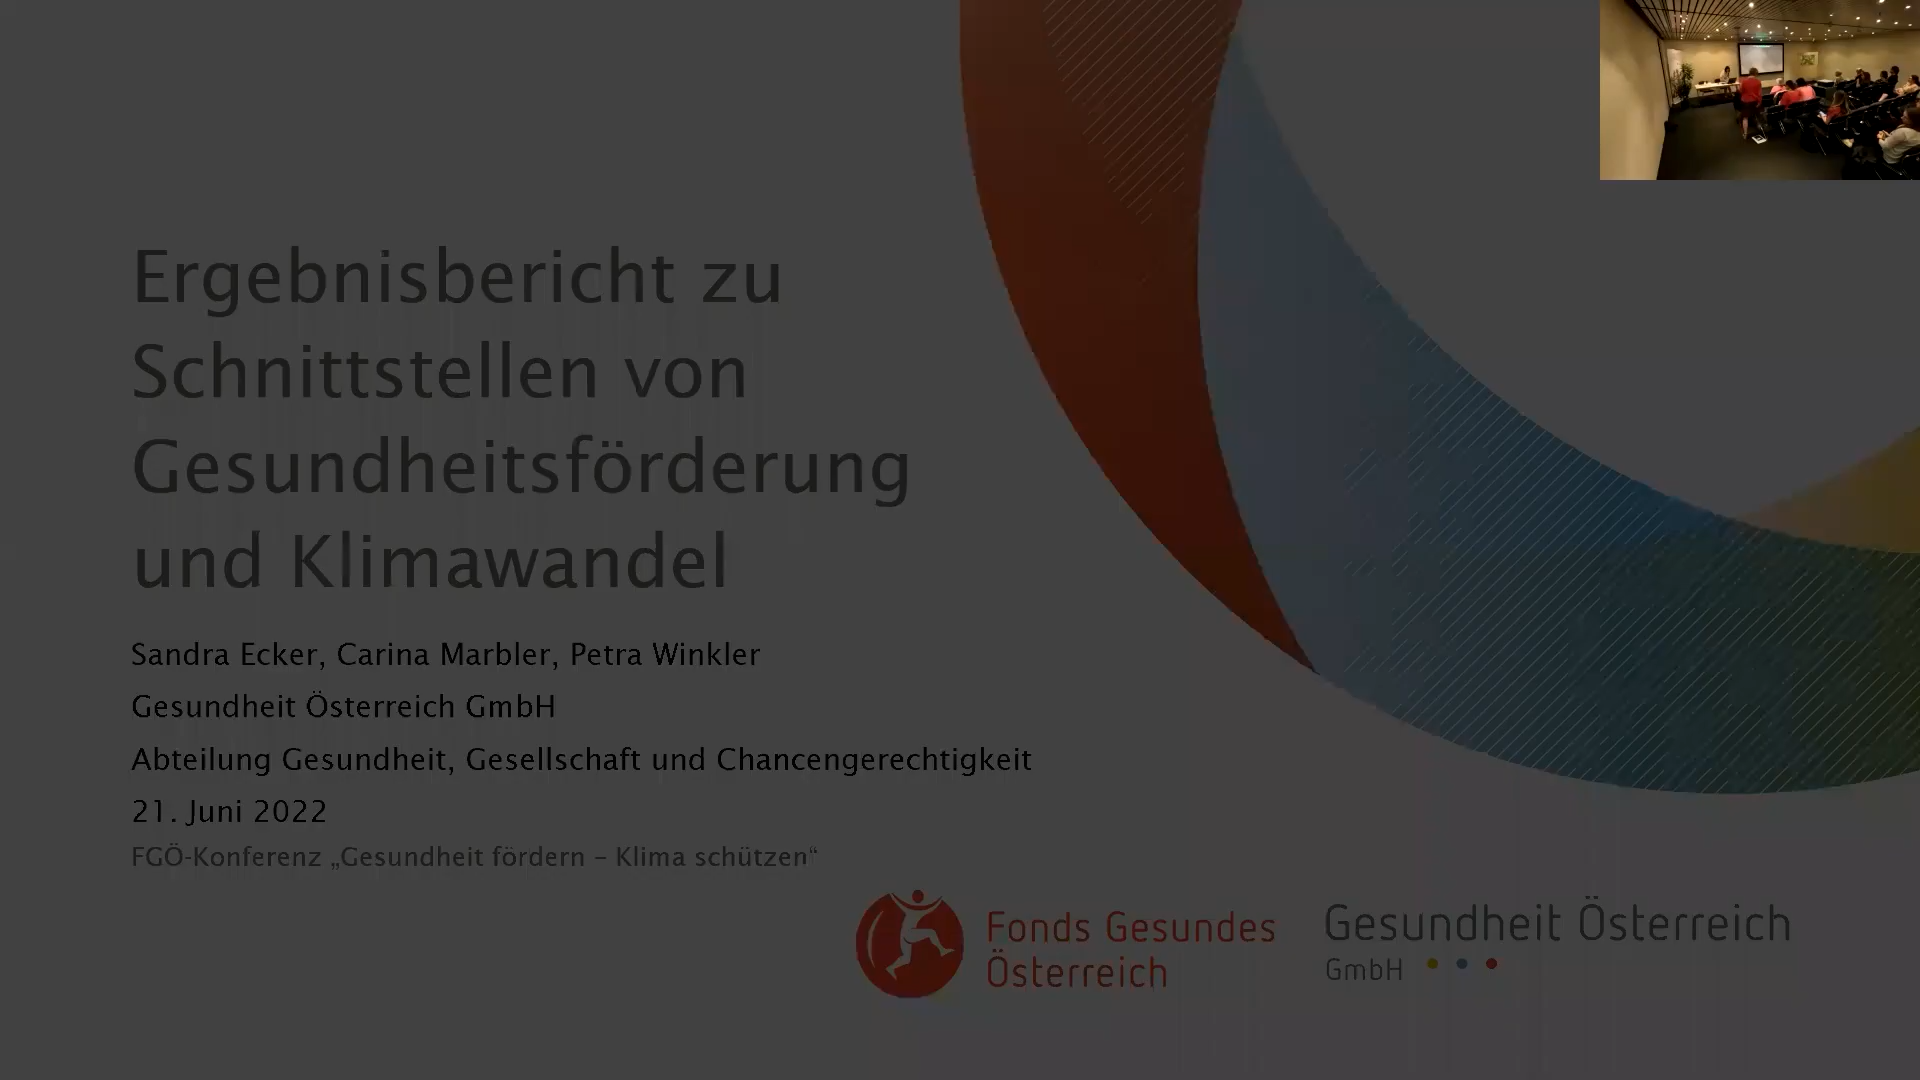 Ergebnisbericht zu
Schnittstellen von
Gesundheitsförderung
und Klimawandel
Sandra Ecker, Carina Marbler, Petra Winkler
Gesundheit Österreich GmbH
Abteilung Gesundheit, Gesellschaft und Chancengerechtigkeit
21. Juni 2022
FGÖ-Konferenz „Gesundheit fördern – Klima schützen“
Fonds Gesundes
Österreich
Gesundheit Österreich
GmbH